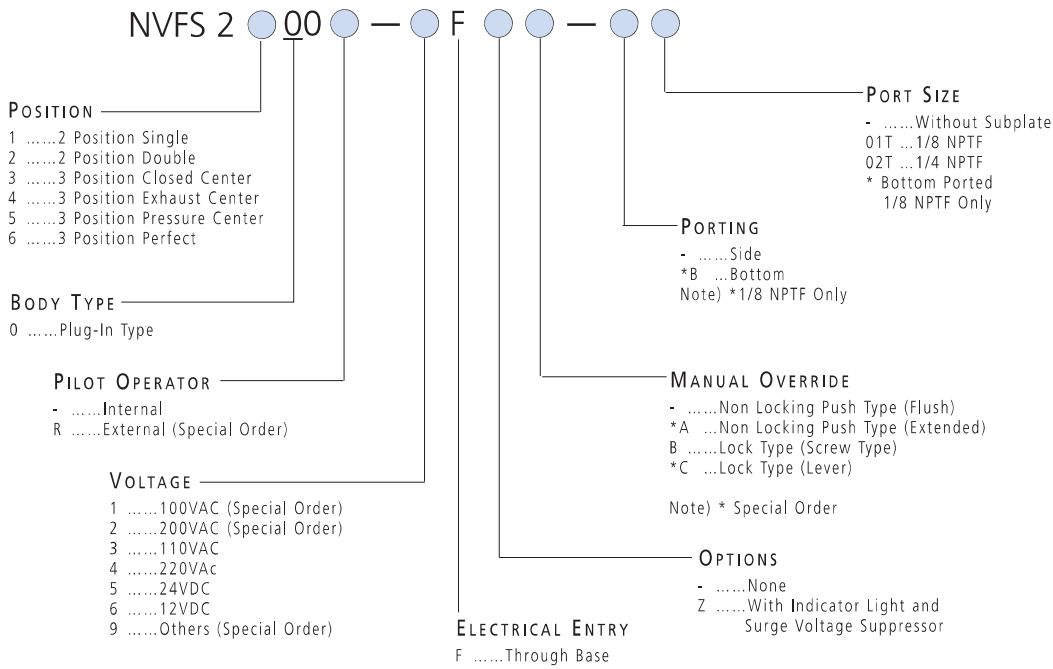 NVFS 2 00 — F —
POSITION
1 ......2 Position Single
2 ......2 Position Double
3 ......3 Position Closed Center
4 ......3 Position Exhaust Center
5 ......3 Position Pressure Center
6 ......3 Position Perfect
BODY TYPE
0 ......Plug-In Type
PILOT OPERATOR
- ......Internal
R ......External (Special Order)
VOLTAGE
1 ......100VAC (Special Order)
2 ......200VAC (Special Order)
3 ......110VAC
4 ......220VAc
5 ......24VDC
6 ......12VDC
9 ......Others (Special Order)
ELECTRICAL ENTRY
F ......Through Base
OPTIONS
- ......None
Z ......With Indicator Light and
Surge Voltage Suppressor
MANUAL OVERRIDE
- ......Non Locking Push Type (Flush)
*A ...Non Locking Push Type (Extended)
B ......Lock Type (Screw Type)
*C ...Lock Type (Lever)
Note) * Special Order
PORTING
- ......Side
*B ...Bottom
Note) *1/8 NPTF Only
PORT SIZE
- ......Without Subplate
01T ...1/8 NPTF
02T ...1/4 NPTF
* Bottom Ported
1/8 NPTF Only